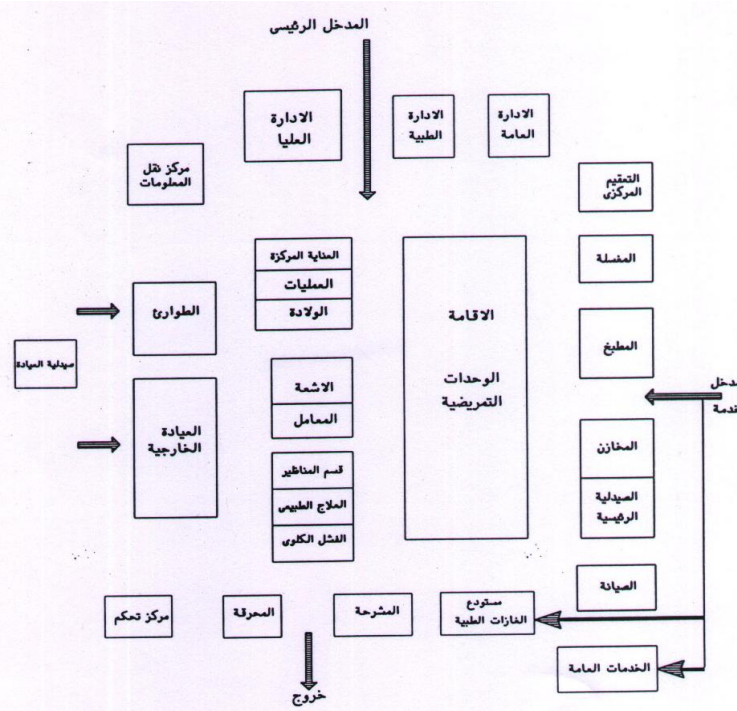 المدخل الرئيسى
الادارة
العليا
الادارة
الطبية
الادارة
العامة
مركز نقل
المعلومات
التعقيم
المركزى
العناية المركزة
العمليات
الولادة
الاقامة
الوحدات
التمريضية
المغسلة
الطوارئ
المطبخ
صيدلية العيادة
الاشعة
المعامل
العيادة
الخارجية
مدخل
خدمة
المخازن
الصيدلية
الرئيسية
قسم المناظير
العلاج الطبيعى
الفشل الكلوى
الصيانة
مستودع
الغازات الطبية
المشرحة
المحرقة
مركز تحكم
الخدمات العامة
خروج